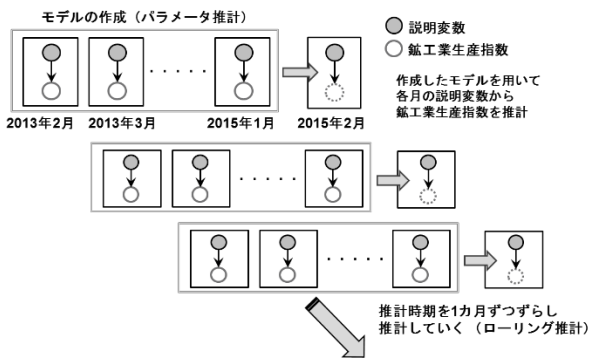 モデルの作成（パラメータ推計）
説明変数
鉱工業生産指数
作成したモデルを用いて
各月の説明変数から
鉱工業生産指数を推計
2013年2月 2013年3月 2015年1月 2015年2月
推計時期を1カ月ずつずらし
推計していく（ローリング推計）